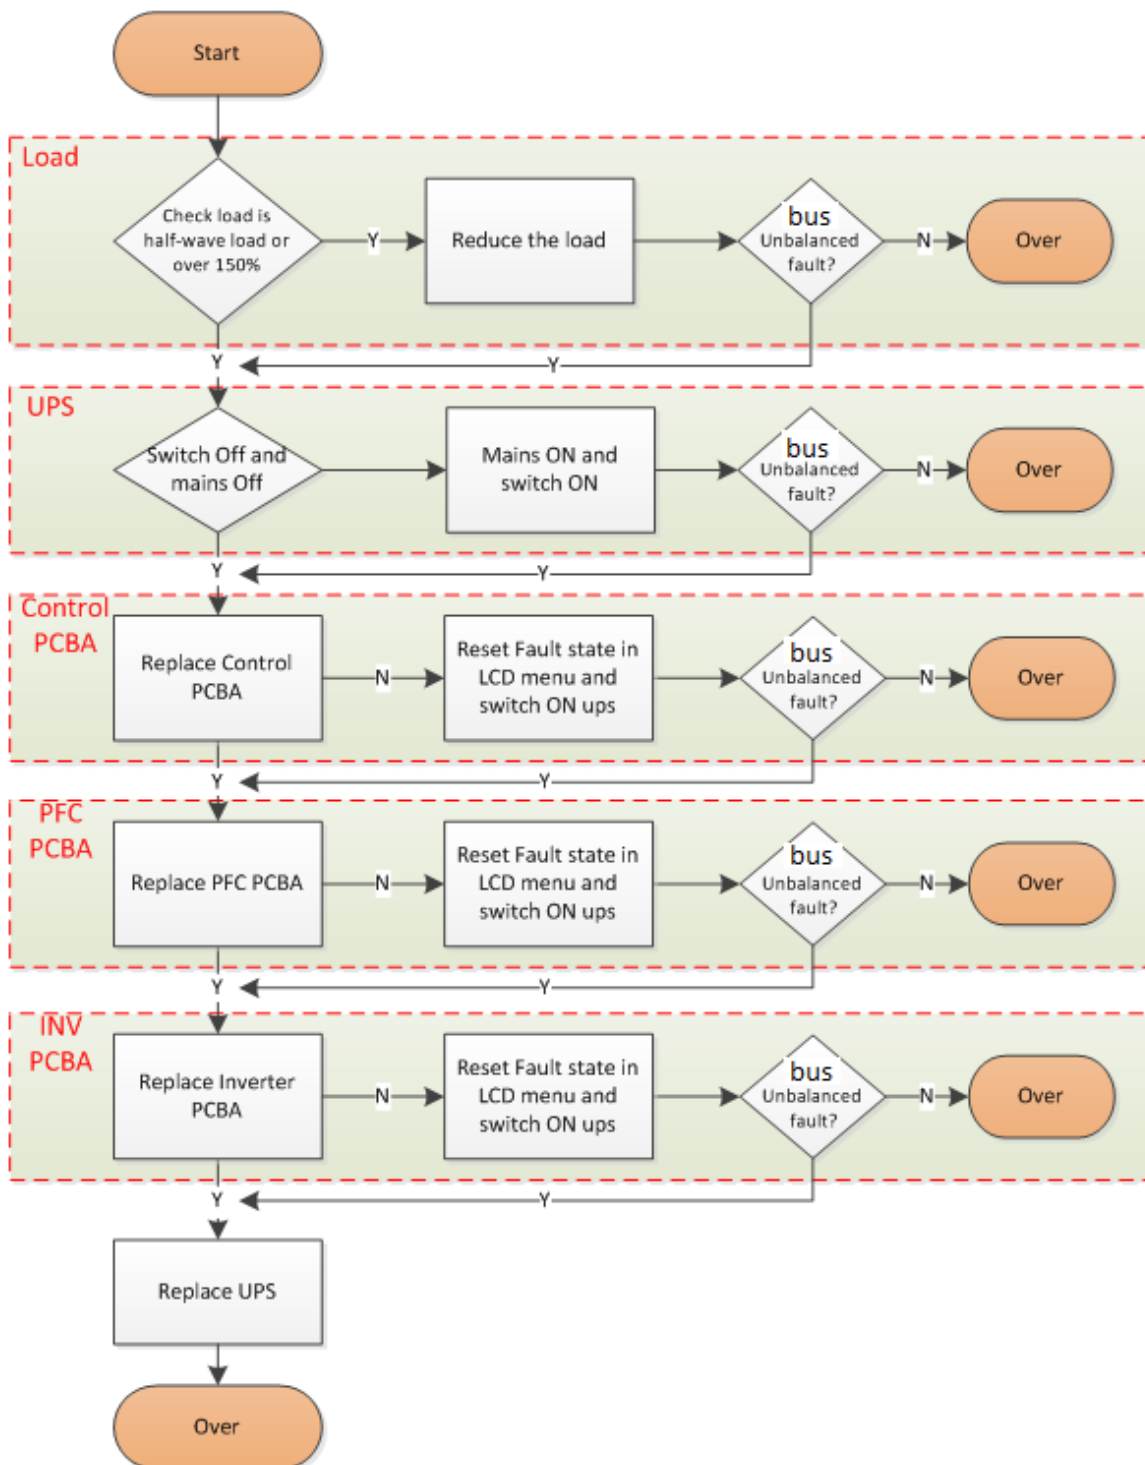 Start
Load
Check load is
half-wave load or
over 150%
Y
Reduce the load
bus
Unbalanced
fault?
N
Over
Y
Y
UPS
Switch Off and
mains Off
Mains ON and
switch ON
bus
Unbalanced
fault?
N
Over
Y
Y
Control
PCBA
Replace Control
PCBA
N
Reset Fault state in
LCD menu and
switch ON ups
bus
Unbalanced
fault?
N
Over
Y
Y
PFC
PCBA
Replace PFC PCBA
N
Reset Fault state in
LCD menu and
switch ON ups
bus
Unbalanced
fault?
N
Over
Y
Y
INV
PCBA
Replace Inverter
PCBA
N
Reset Fault state in
LCD menu and
switch ON ups
bus
Unbalanced
fault?
N
Over
Y
Y
Replace UPS
Over